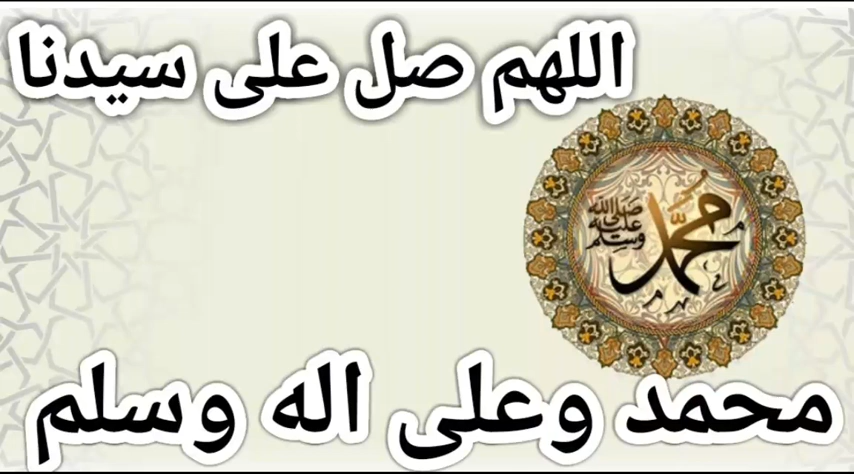 اللهم صل على سيدنا
محمد
صلى الله
عليه
وسلم
محمد وعلى اله وسلم